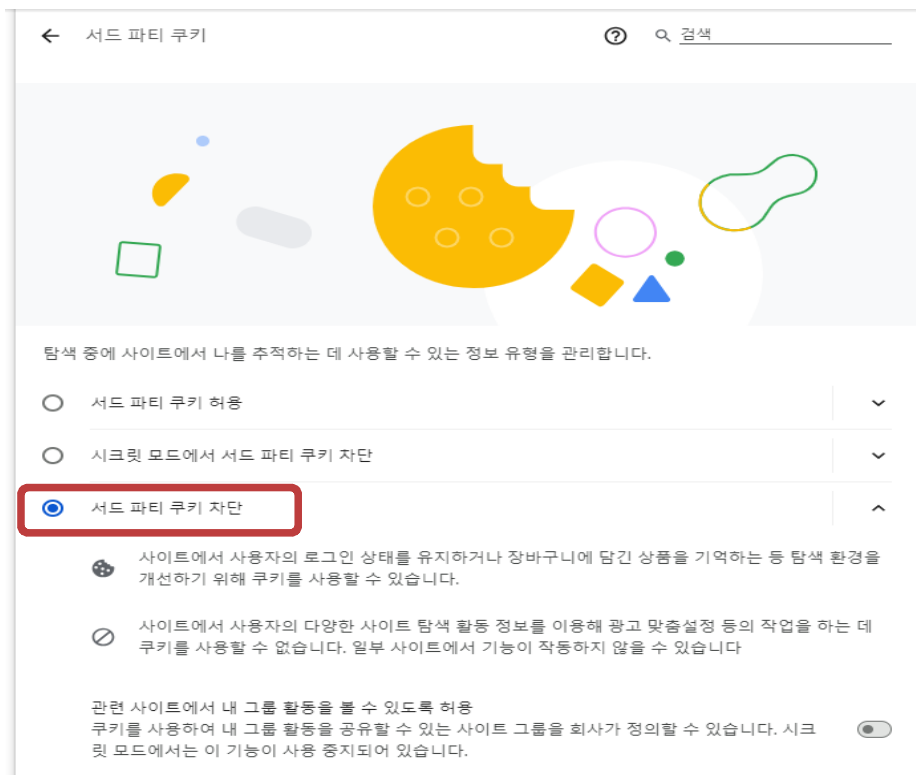 서드 파티 쿠키
검색
탐색 중에 사이트에서 나를 추적하는 데 사용할 수 있는 정보 유형을 관리합니다.
서드 파티 쿠키 허용
시크릿 모드에서 서드 파티 쿠키 차단
서드 파티 쿠키 차단
사이트에서 사용자의 로그인 상태를 유지하거나 장바구니에 담긴 상품을 기억하는 등 탐색 환경을
개선하기 위해 쿠키를 사용할 수 있습니다.
사이트에서 사용자의 다양한 사이트 탐색 활동 정보를 이용해 광고 맞춤설정 등의 작업을 하는 데
쿠키를 사용할 수 없습니다. 일부 사이트에서 기능이 작동하지 않을 수 있습니다
관련 사이트에서 내 그룹 활동을 볼 수 있도록 허용
쿠키를 사용하여 내 그룹 활동을 공유할 수 있는 사이트 그룹을 회사가 정의할 수 있습니다. 시크
릿 모드에서는 이 기능이 사용 중지되어 있습니다.